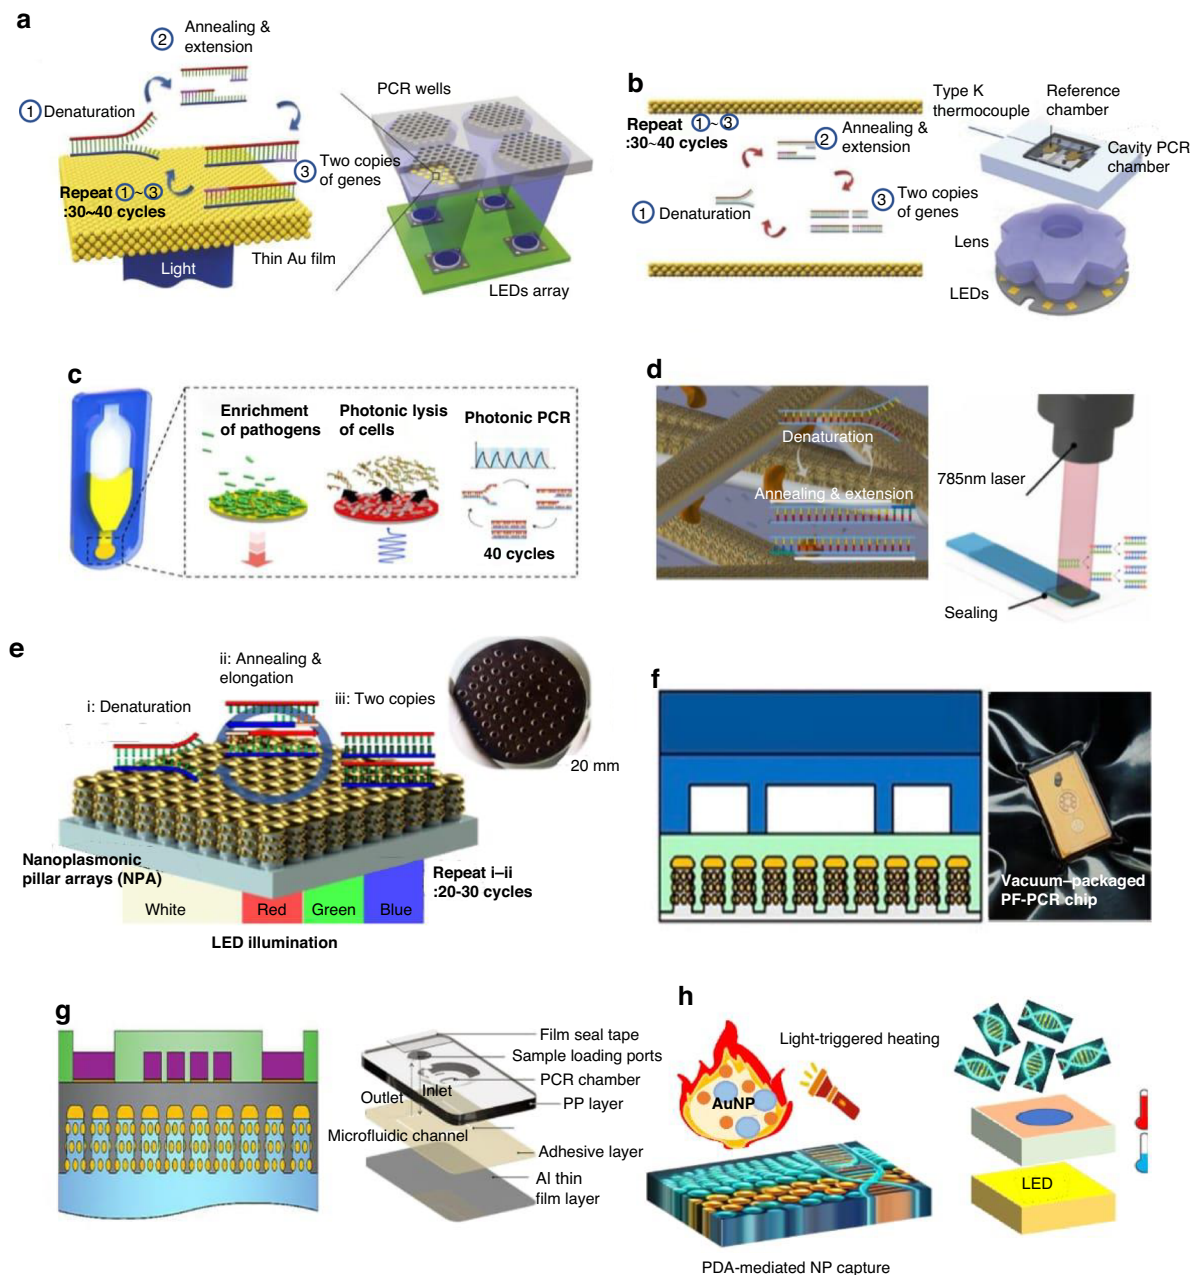 a
② Annealing &
extension
① Denaturation
③ Two copies
of genes
Repeat ①~③
:30~40 cycles
Thin Au film
Light
PCR wells
LEDs array
b
Repeat ①~③
:30~40 cycles
② Annealing &
extension
① Denaturation
③ Two copies
of genes
Type K
thermocouple
Reference
chamber
Cavity PCR
chamber
Lens
LEDs
c
Enrichment
of pathogens
Photonic lysis
of cells
Photonic PCR
40 cycles
d
Denaturation
Annealing & extension
785nm laser
Sealing
e
ii: Annealing &
elongation
i: Denaturation
iii: Two copies
20 mm
Nanoplasmonic
pillar arrays (NPA)
Repeat i–ii
:20-30 cycles
White
Red
Green
Blue
LED illumination
f
Vacuum–packaged
PF-PCR chip
g
Film seal tape
Sample loading ports
PCR chamber
Inlet
Outlet
PP layer
Microfluidic channel
Adhesive layer
Al thin
film layer
h
Light-triggered heating
AuNP
LED
PDA-mediated NP capture